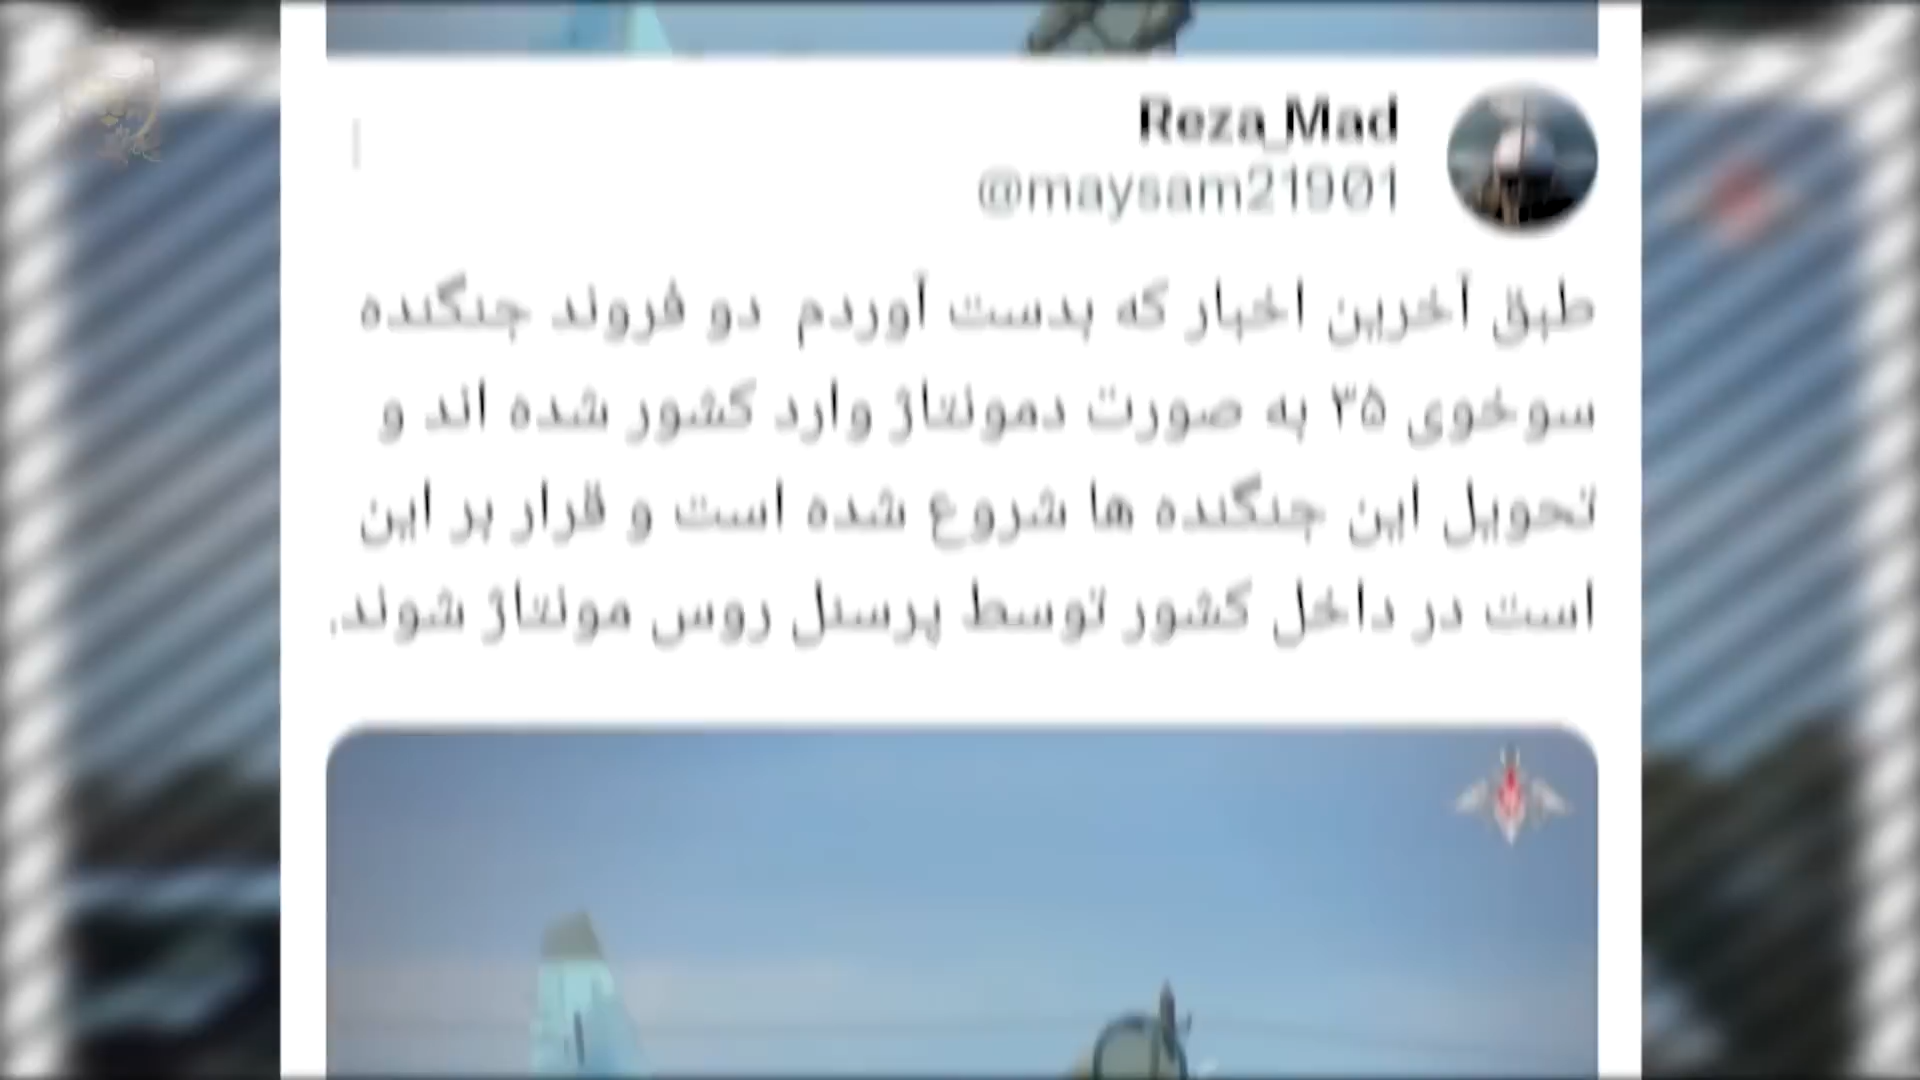 Reza_Mad
@maysam21901
طبق آخرین اخبار که بدست آوردم دو فروند جنگنده
سوخوی ۳۵ به صورت دمونتاژ وارد کشور شده اند و
تحویل این جنگنده ها شروع شده است و قرار بر این
است در داخل کشور توسط پرسنل روس مونتاژ شوند.